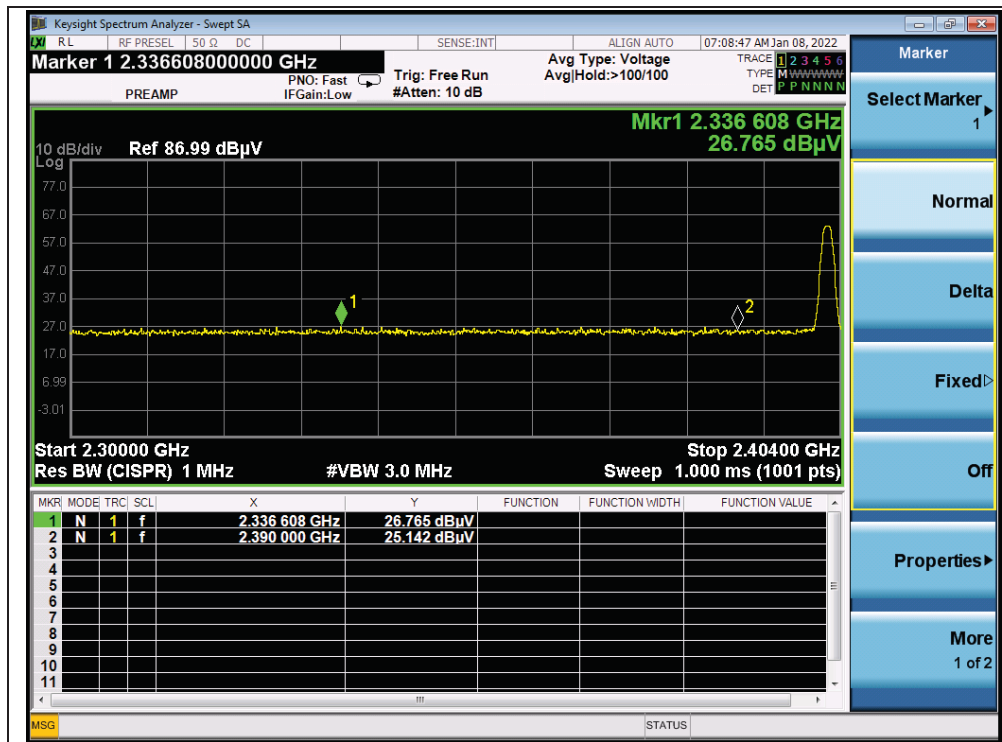 Keysight Spectrum Analyzer - Swept SA
LXI RL RF PRESEL 50 Ω DC SENSE:INT ALIGN AUTO 07:08:47 AM Jan 08, 2022
Marker 1 2.336608000000 GHz
PREAMP
PNO: Fast
IFGain:Low
Trig: Free Run
#Atten: 10 dB
Avg Type: Voltage
Avg|Hold:>100/100
TRACE 1 2 3 4 5 6
TYPE M WWWWW
DET P P N N N N
Mkr1 2.336 608 GHz
26.765 dBµV
10 dB/div Ref 86.99 dBµV
Log
77.0
67.0
57.0
47.0
37.0
27.0
17.0
6.99
-3.01
1
2
Start 2.30000 GHz Stop 2.40400 GHz
Res BW (CISPR) 1 MHz #VBW 3.0 MHz Sweep 1.000 ms (1001 pts)
MKR MODE TRC SCL X Y FUNCTION FUNCTION WIDTH FUNCTION VALUE
1 N 1 f 2.336 608 GHz 26.765 dBµV
2 N 1 f 2.390 000 GHz 25.142 dBµV
3
4
5
6
7
8
9
10
11
MSG STATUS
Marker
Select Marker
1
Normal
Delta
Fixed
Off
Properties
More
1 of 2